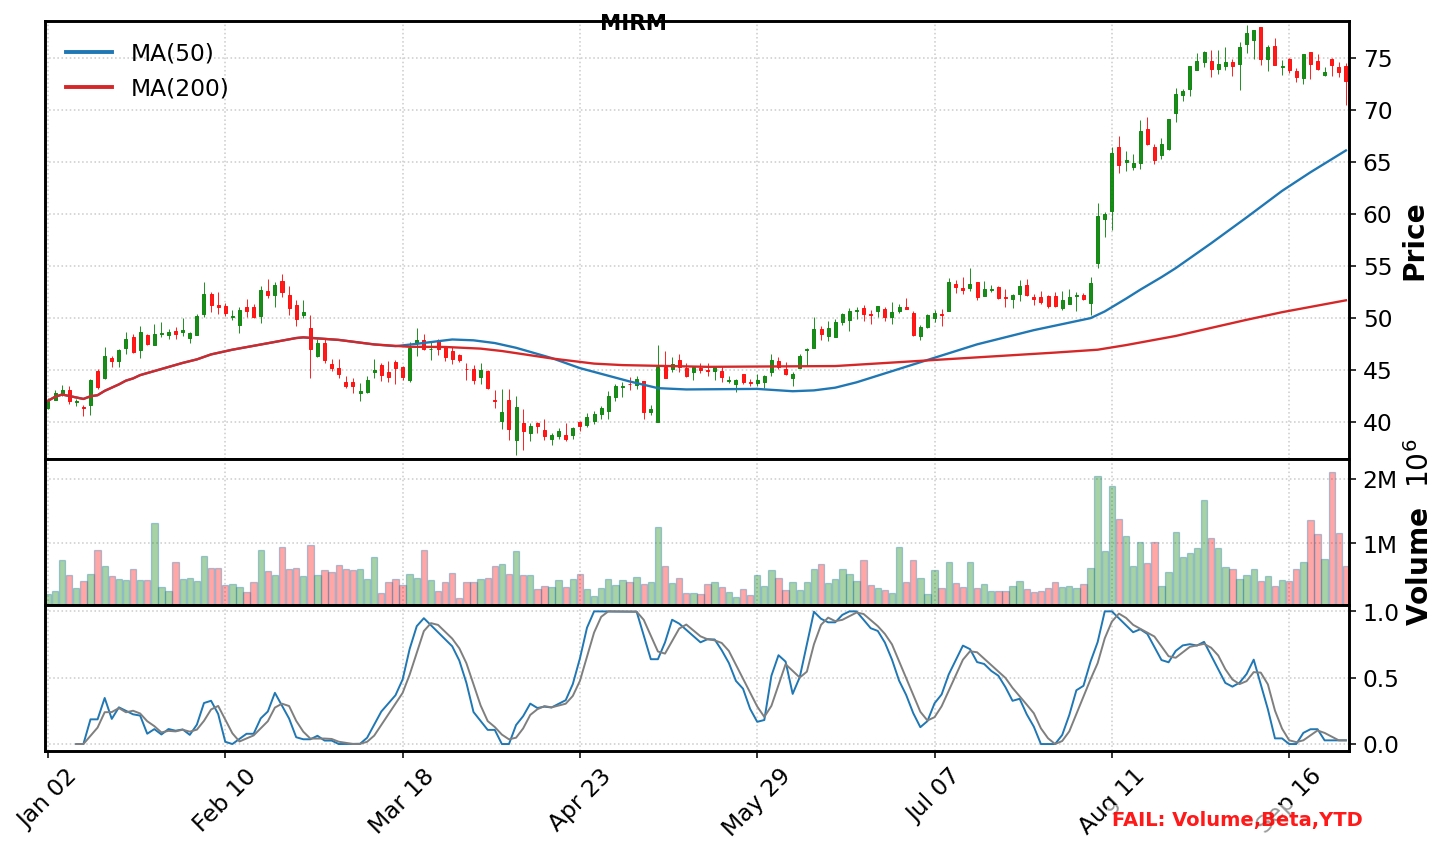 MIRM
MA(50)
MA(200)
75
70
65
60
55
50
45
40
Price
2M
1M
Volume 10^6
1.0
0.5
0.0
Jan 02
Feb 10
Mar 18
Apr 23
May 29
Jul 07
Aug 11
Sep 16
FAIL: Volume,Beta,YTD